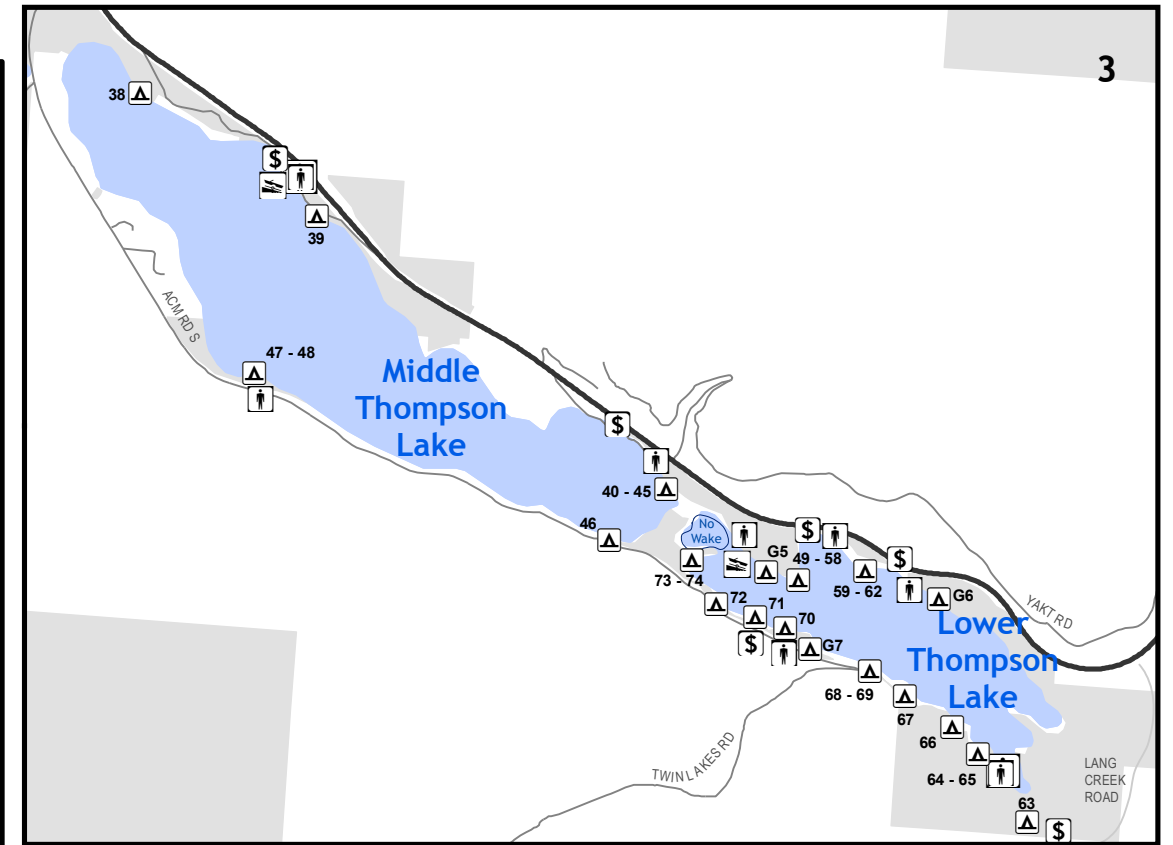 3
38
$
39
ACM RD S
47 - 48
Middle
Thompson
Lake
$
40 - 45
46
No
Wake
73 - 74
G5
$
49 - 58
$
59 - 62
G6
YAKT RD
72
71
70
$
G7
Lower
Thompson
Lake
68 - 69
67
66
64 - 65
TWIN LAKES RD
LANG
CREEK
ROAD
63
$